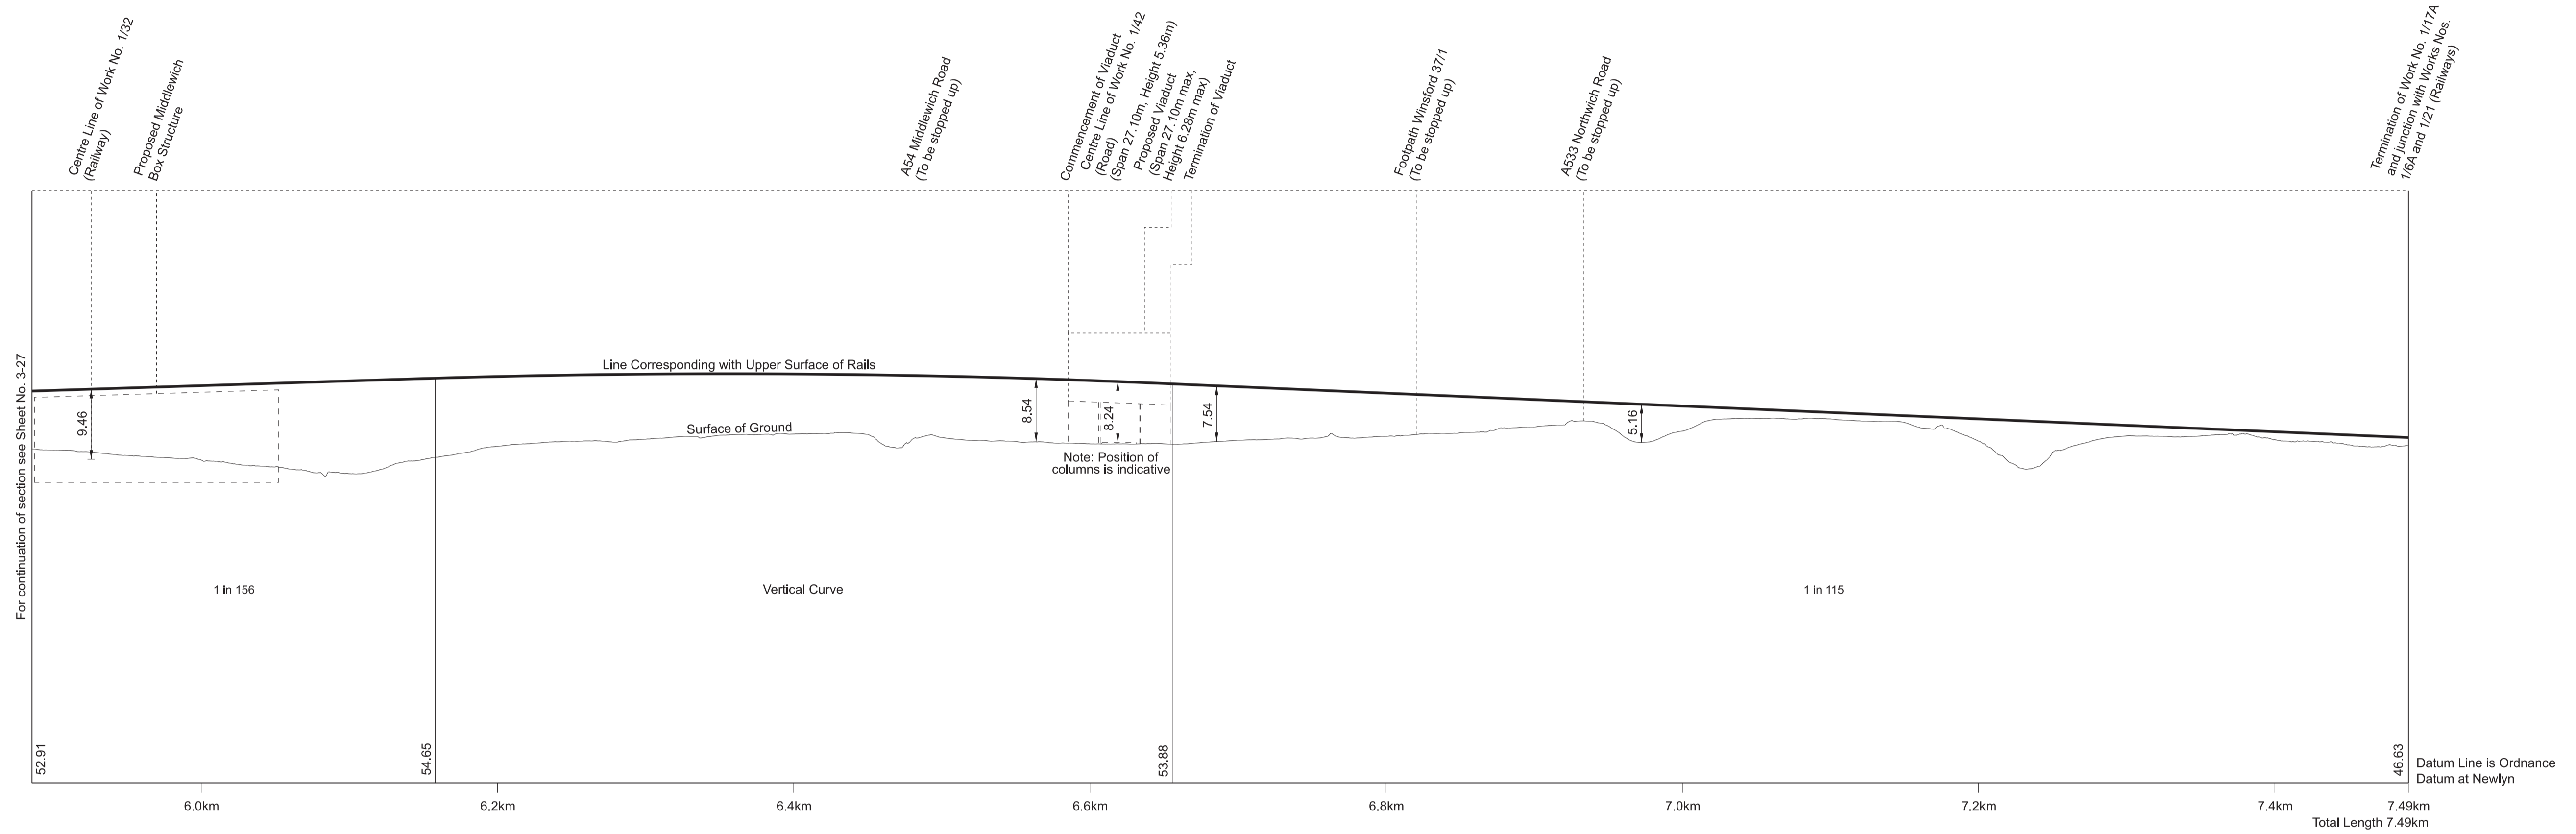 Centre Line of Work No. 1/32
(Railway)
Proposed Middlewich
Box Structure
A54 Middlewich Road
(To be stopped up)
Commencement of Viaduct
Centre Line of Work No. 1/42
(Road)
(Span 27.10m, Height 5.36m)
Proposed Viaduct
(Span 27.10m max,
Height 6.28m max)
Termination of Viaduct
Footpath Winsford 37/1
(To be stopped up)
A533 Northwich Road
(To be stopped up)
Termination of Work No. 1/17A
and junction with Works Nos.
1/6A and 1/21 (Railways)
For continuation of section see Sheet No. 3-27
Line Corresponding with Upper Surface of Rails
Surface of Ground
9.46
8.54
8.24
7.54
5.16
Note: Position of
columns is indicative
1 In 156
Vertical Curve
1 In 115
52.91
54.65
53.88
46.63
Datum Line is Ordnance
Datum at Newlyn
6.0km
6.2km
6.4km
6.6km
6.8km
7.0km
7.2km
7.4km
7.49km
Total Length 7.49km